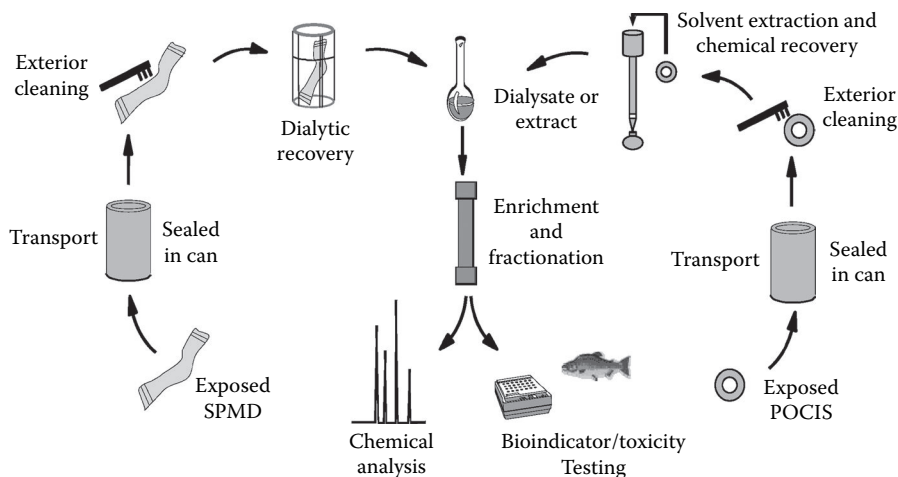 Solvent extraction and
chemical recovery
Exterior
cleaning
Dialytic
recovery
Dialysate or
extract
Exterior
cleaning
Transport
Sealed
in can
Enrichment
and
fractionation
Transport
Sealed
in can
Exposed
SPMD
Exposed
POCIS
Chemical
analysis
Bioindicator/toxicity
Testing